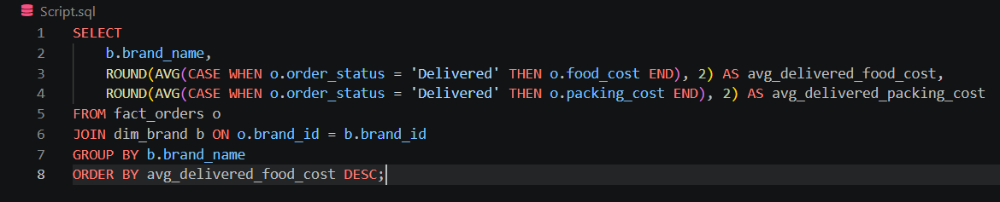 Script.sql
1 SELECT
2 b.brand_name,
3 ROUND(AVG(CASE WHEN o.order_status = 'Delivered' THEN o.food_cost END), 2) AS avg_delivered_food_cost,
4 ROUND(AVG(CASE WHEN o.order_status = 'Delivered' THEN o.packing_cost END), 2) AS avg_delivered_packing_cost
5 FROM fact_orders o
6 JOIN dim_brand b ON o.brand_id = b.brand_id
7 GROUP BY b.brand_name
8 ORDER BY avg_delivered_food_cost DESC;